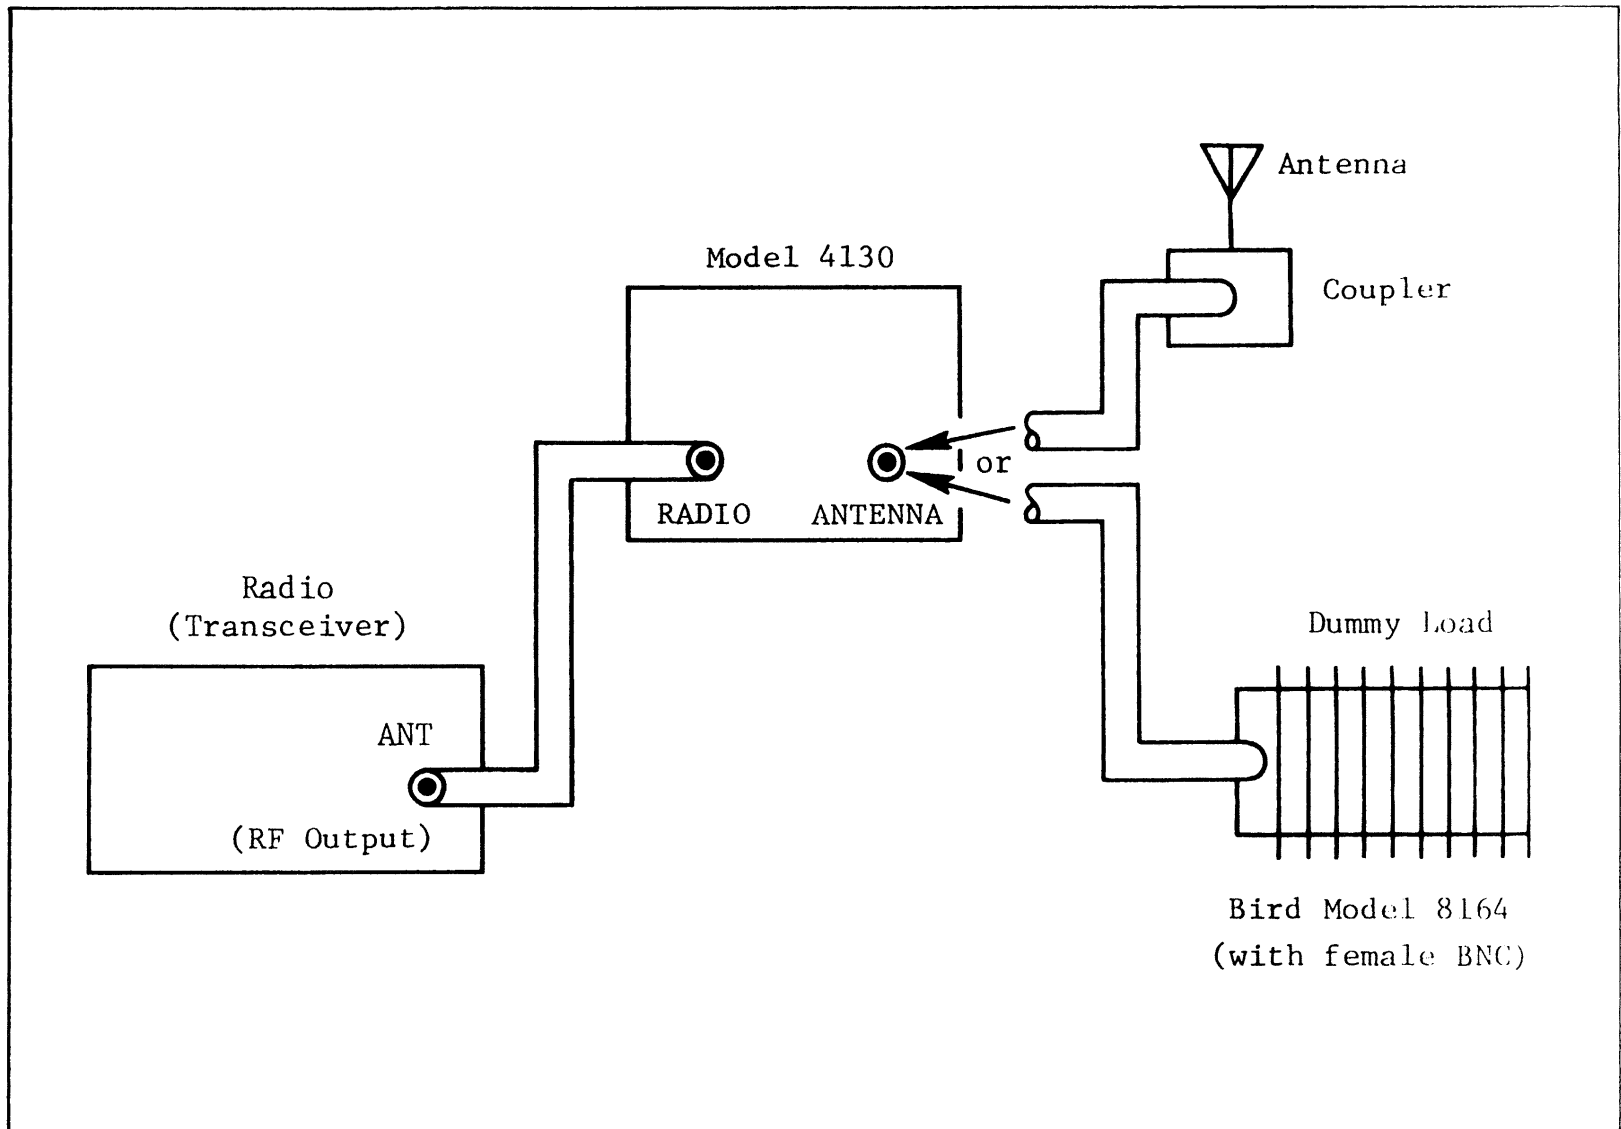 Antenna
Model 4130
Coupler
or
RADIO ANTENNA
Radio
(Transceiver)
Dummy Load
ANT
(RF Output)
Bird Model 8164
(with female BNC)